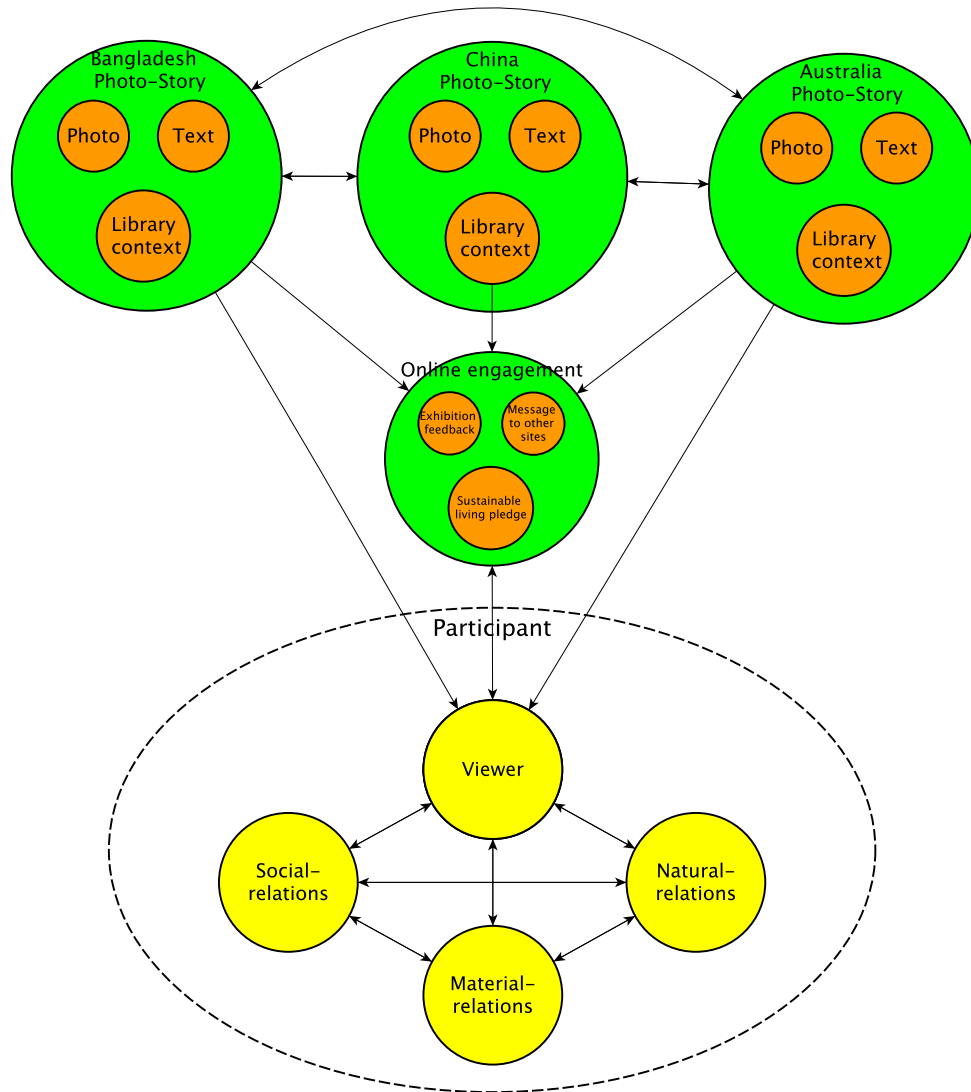 Bangladesh
Photo-Story
Photo
Text
Library
context
China
Photo-Story
Photo
Text
Library
context
Australia
Photo-Story
Photo
Text
Library
context
Online engagement
Exhibition
feedback
Message
to other
sites
Sustainable
living pledge
Participant
Viewer
Social-
relations
Natural-
relations
Material-
relations